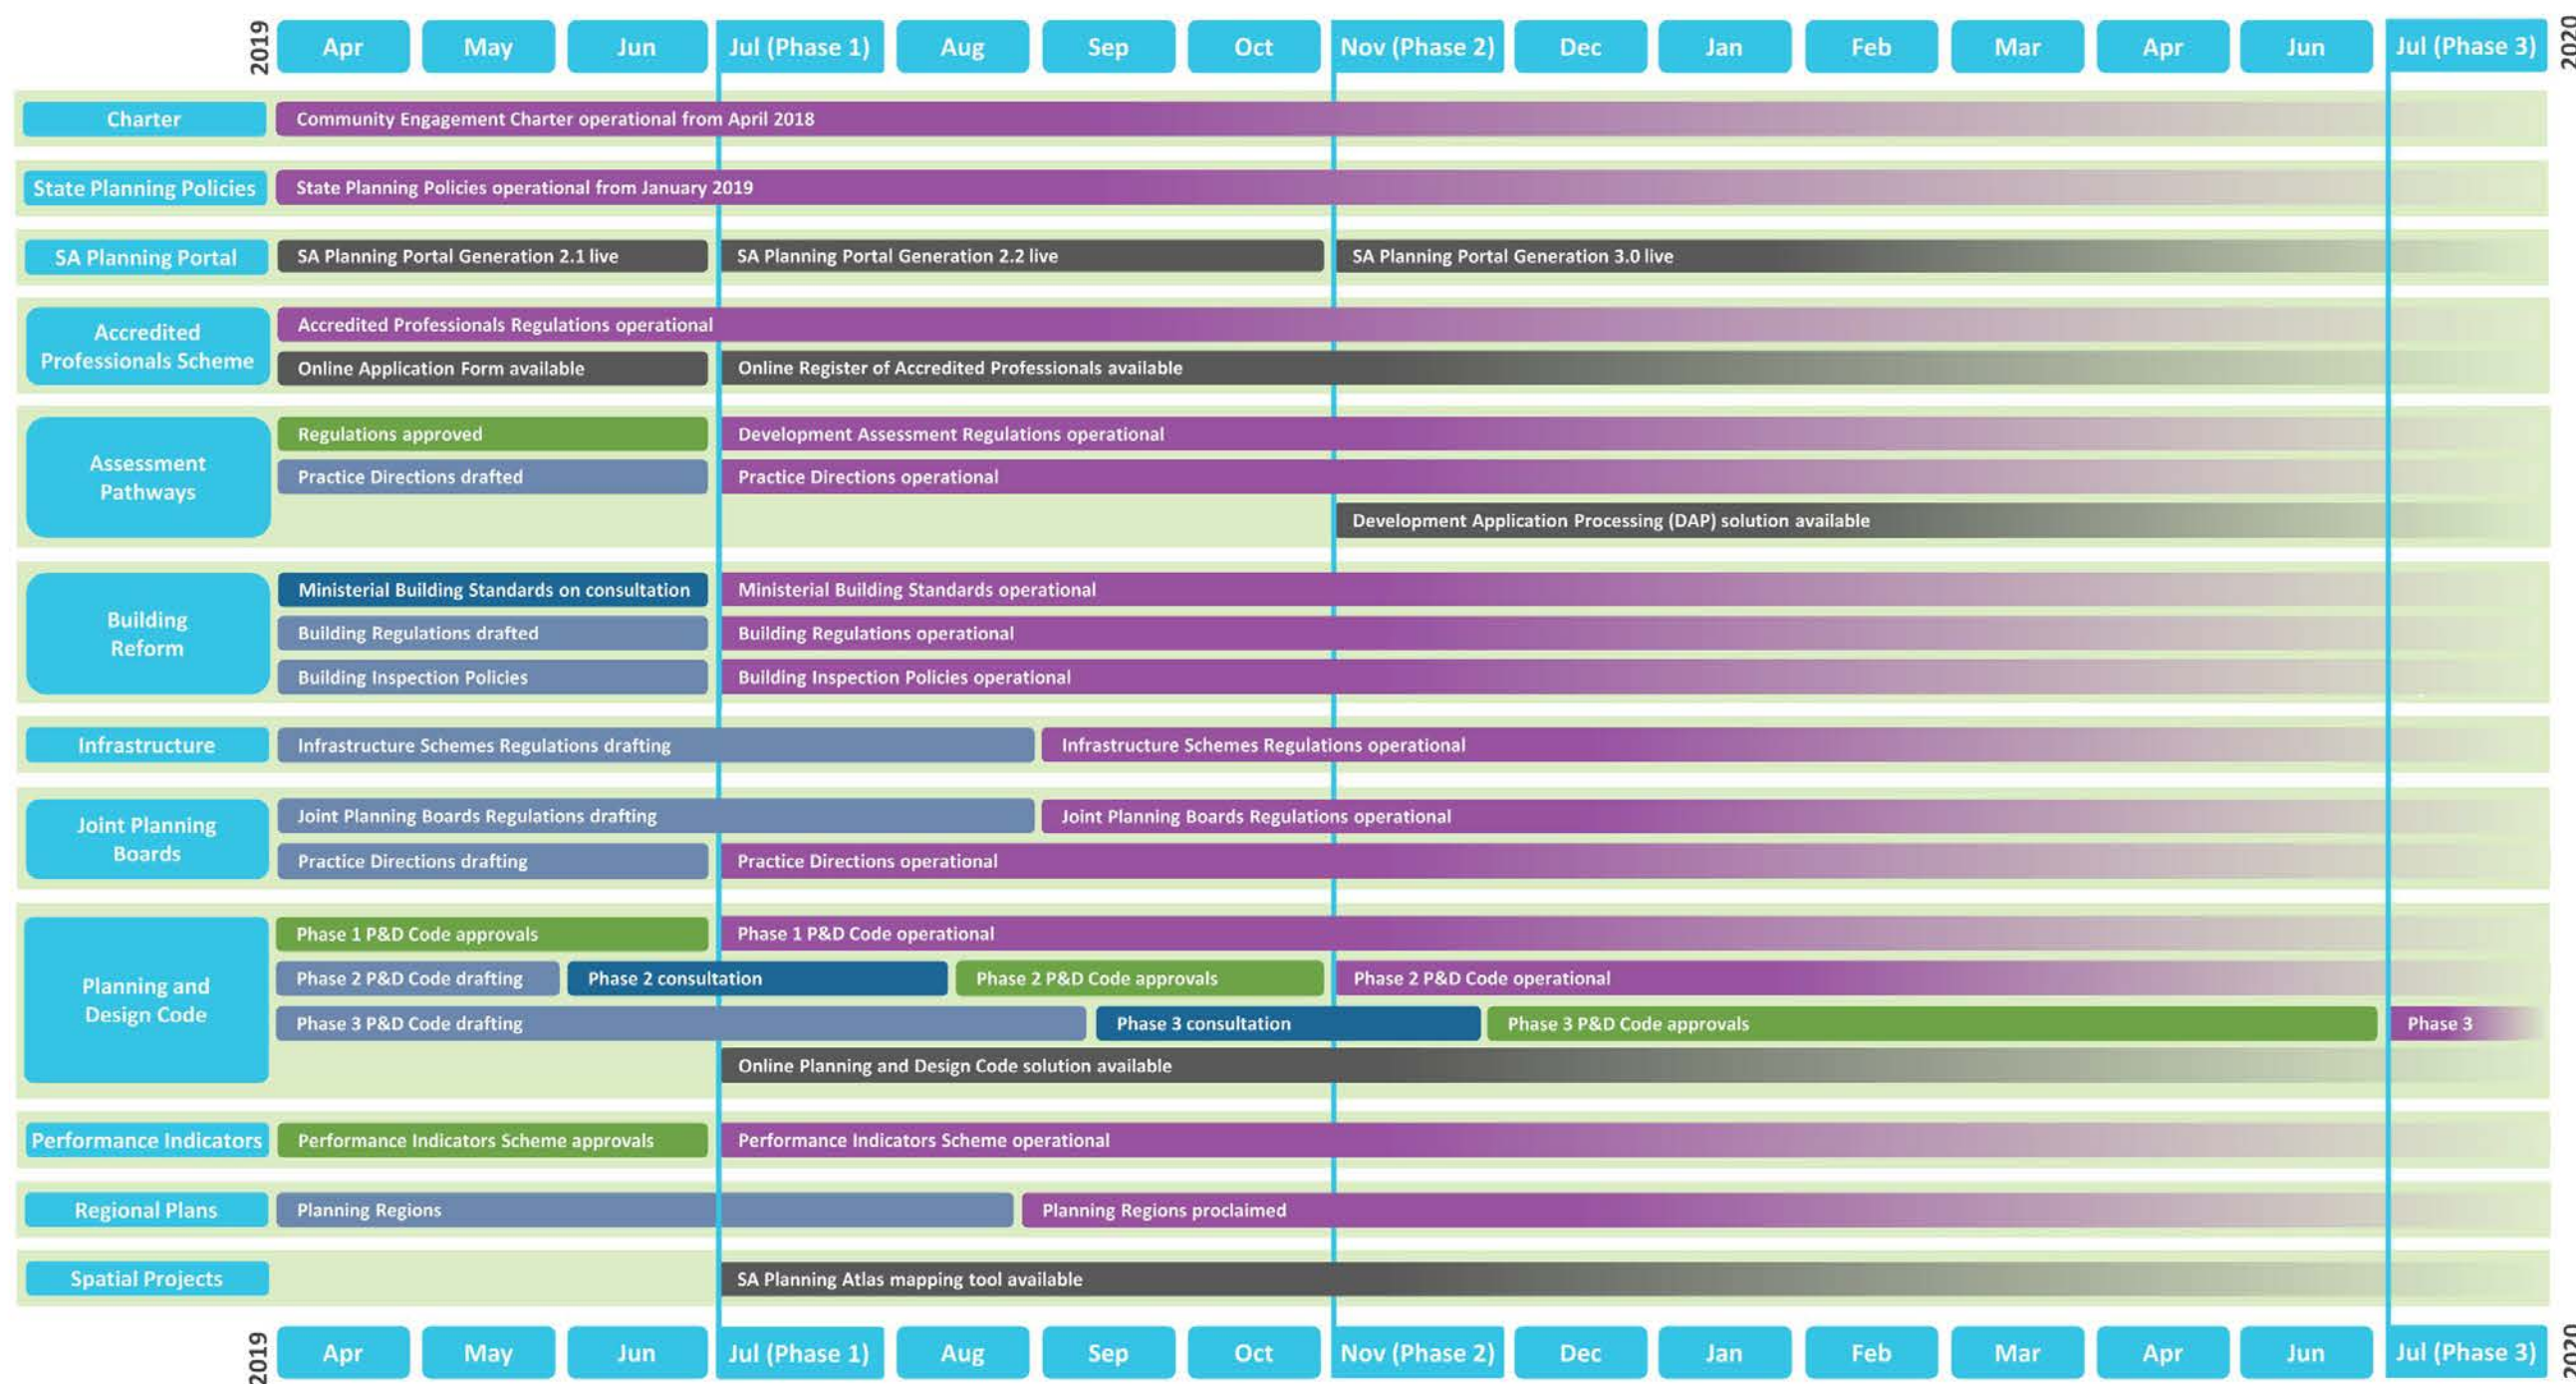 2019
Apr
May
Jun
Jul (Phase 1)
Aug
Sep
Oct
Nov (Phase 2)
Dec
Jan
Feb
Mar
Apr
Jun
Jul (Phase 3)
2020
Charter
Community Engagement Charter operational from April 2018
State Planning Policies
State Planning Policies operational from January 2019
SA Planning Portal
SA Planning Portal Generation 2.1 live
SA Planning Portal Generation 2.2 live
SA Planning Portal Generation 3.0 live
Accredited
Professionals Scheme
Accredited Professionals Regulations operational
Online Application Form available
Online Register of Accredited Professionals available
Assessment
Pathways
Regulations approved
Development Assessment Regulations operational
Practice Directions drafted
Practice Directions operational
Development Application Processing (DAP) solution available
Building
Reform
Ministerial Building Standards on consultation
Ministerial Building Standards operational
Building Regulations drafted
Building Regulations operational
Building Inspection Policies
Building Inspection Policies operational
Infrastructure
Infrastructure Schemes Regulations drafting
Infrastructure Schemes Regulations operational
Joint Planning
Boards
Joint Planning Boards Regulations drafting
Joint Planning Boards Regulations operational
Practice Directions drafting
Practice Directions operational
Planning and
Design Code
Phase 1 P&D Code approvals
Phase 1 P&D Code operational
Phase 2 P&D Code drafting
Phase 2 consultation
Phase 2 P&D Code approvals
Phase 2 P&D Code operational
Phase 3 P&D Code drafting
Phase 3 consultation
Phase 3 P&D Code approvals
Phase 3
Online Planning and Design Code solution available
Performance Indicators
Performance Indicators Scheme approvals
Performance Indicators Scheme operational
Regional Plans
Planning Regions
Planning Regions proclaimed
Spatial Projects
SA Planning Atlas mapping tool available
2019
Apr
May
Jun
Jul (Phase 1)
Aug
Sep
Oct
Nov (Phase 2)
Dec
Jan
Feb
Mar
Apr
Jun
Jul (Phase 3)
2020